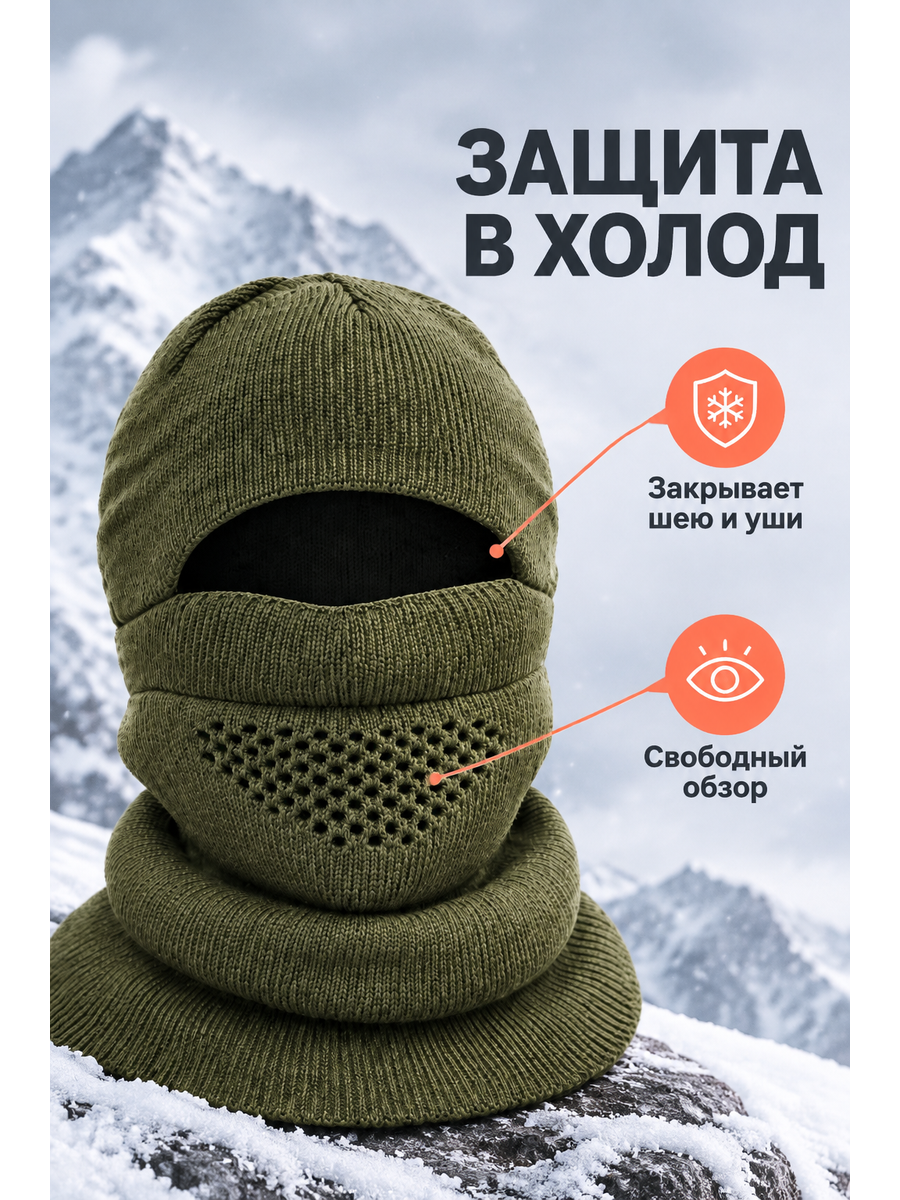 ЗАЩИТА
В ХОЛОД
Закрывает
шею и уши
Свободный
обзор